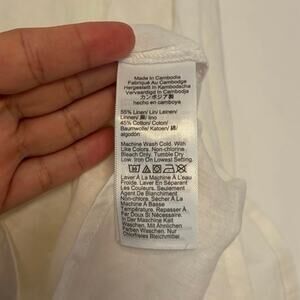 Made in Cambodia
Fabriqué Au Cambodge
Hergestellt in Kambodscha
Vervaardigd In Cambodja
カンボジア製
hecho en camboya
55% Linen/ Lin/ Leinen/
Linnen/ 麻/ lino
45% Cotton/ Coton/
Baumwolle/ Katoen/ 綿/
algodón
Machine Wash Cold. With
Like Colors. Non-chlorine
Bleach Only. Tumble Dry
Low. Iron On Lowest Setting.
Laver À La Machine À L'eau
Froide. Laver En Séparant
Les Couleurs. Seulement
Agent De Blanchiment
Non-chlore. Sécher À La
Machine À Basse
Température. Repasser À
Fer Doux Si Nécessaire.
In Der Maschine Kalt
Waschen. Mit Ähnlichen
Farben Waschen. Nur
Chlorfreies Bleichmittel